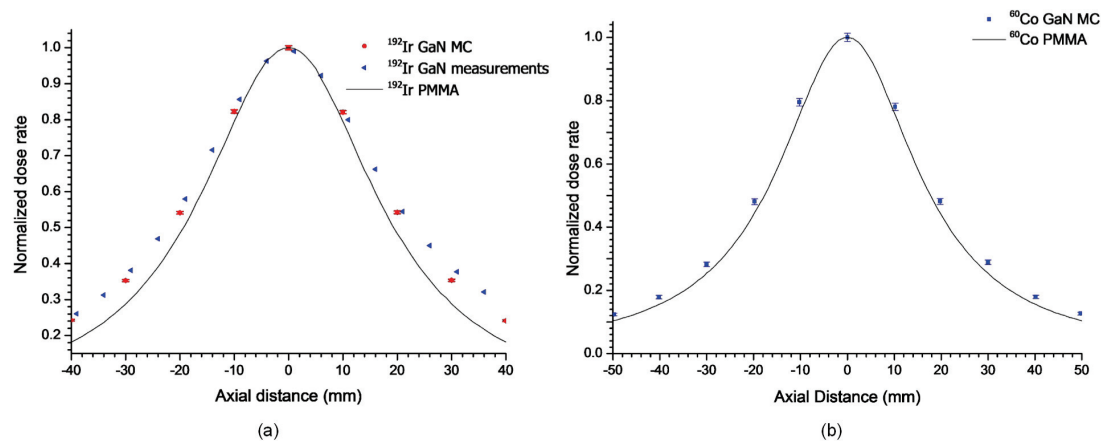 1.0
0.9
0.8
0.7
0.6
0.5
0.4
0.3
0.2
Normalized dose rate
¹⁹²Ir GaN MC
¹⁹²Ir GaN measurements
¹⁹²Ir PMMA
-40 -30 -20 -10 0 10 20 30 40
Axial distance (mm)
(a)
1.0
0.8
0.6
0.4
0.2
0.0
Normalized dose rate
⁶⁰Co GaN MC
⁶⁰Co PMMA
-50 -40 -30 -20 -10 0 10 20 30 40 50
Axial Distance (mm)
(b)